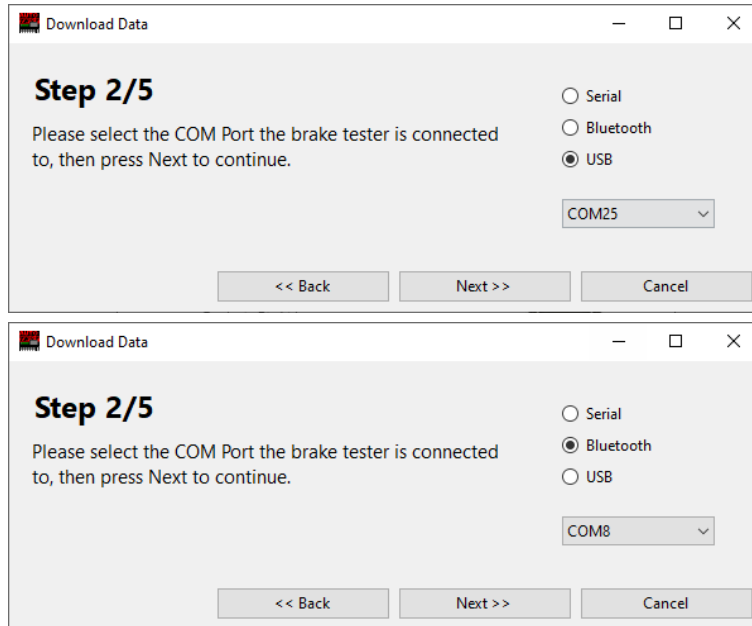 Download Data
Step 2/5
Please select the COM Port the brake tester is connected
to, then press Next to continue.
Serial
Bluetooth
USB
COM25
<< Back
Next >>
Cancel
Download Data
Step 2/5
Please select the COM Port the brake tester is connected
to, then press Next to continue.
Serial
Bluetooth
USB
COM8
<< Back
Next >>
Cancel